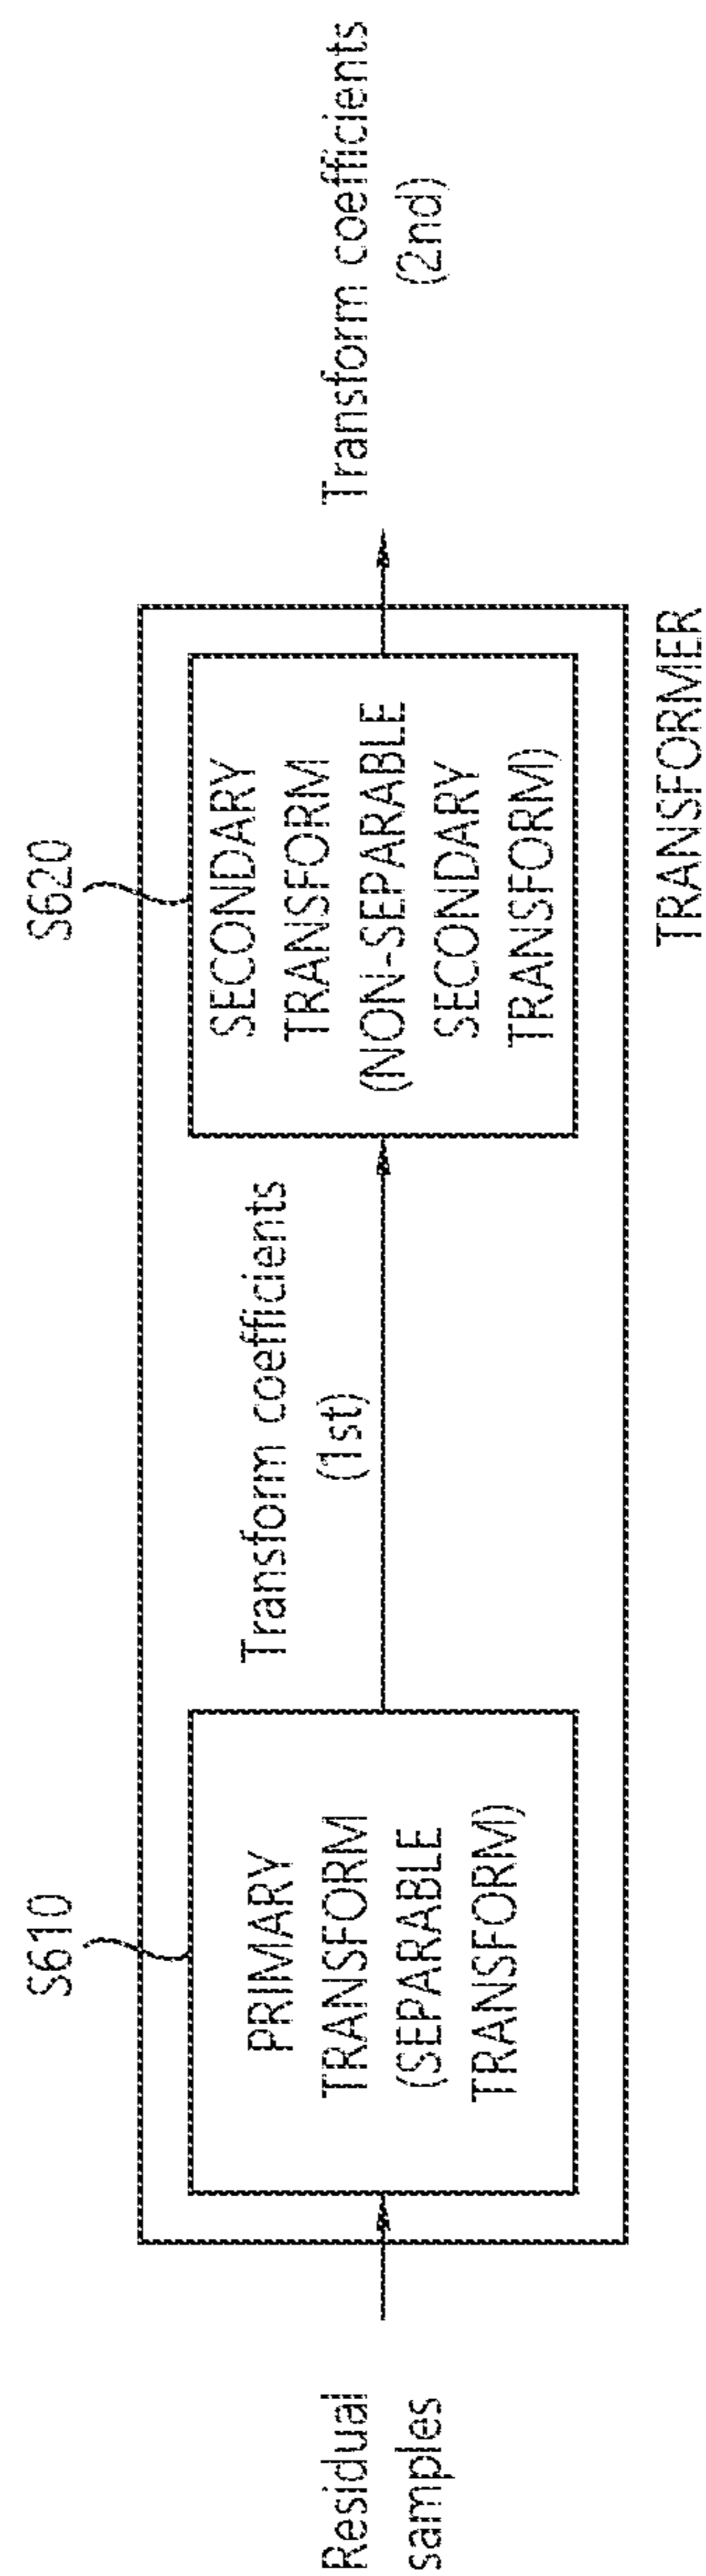 Residual
samples
S610
PRIMARY
TRANSFORM
(SEPARABLE
TRANSFORM)
Transform coefficients
(1st)
S620
SECONDARY
TRANSFORM
(NON-SEPARABLE
SECONDARY
TRANSFORM)
TRANSFORMER
Transform coefficients
(2nd)